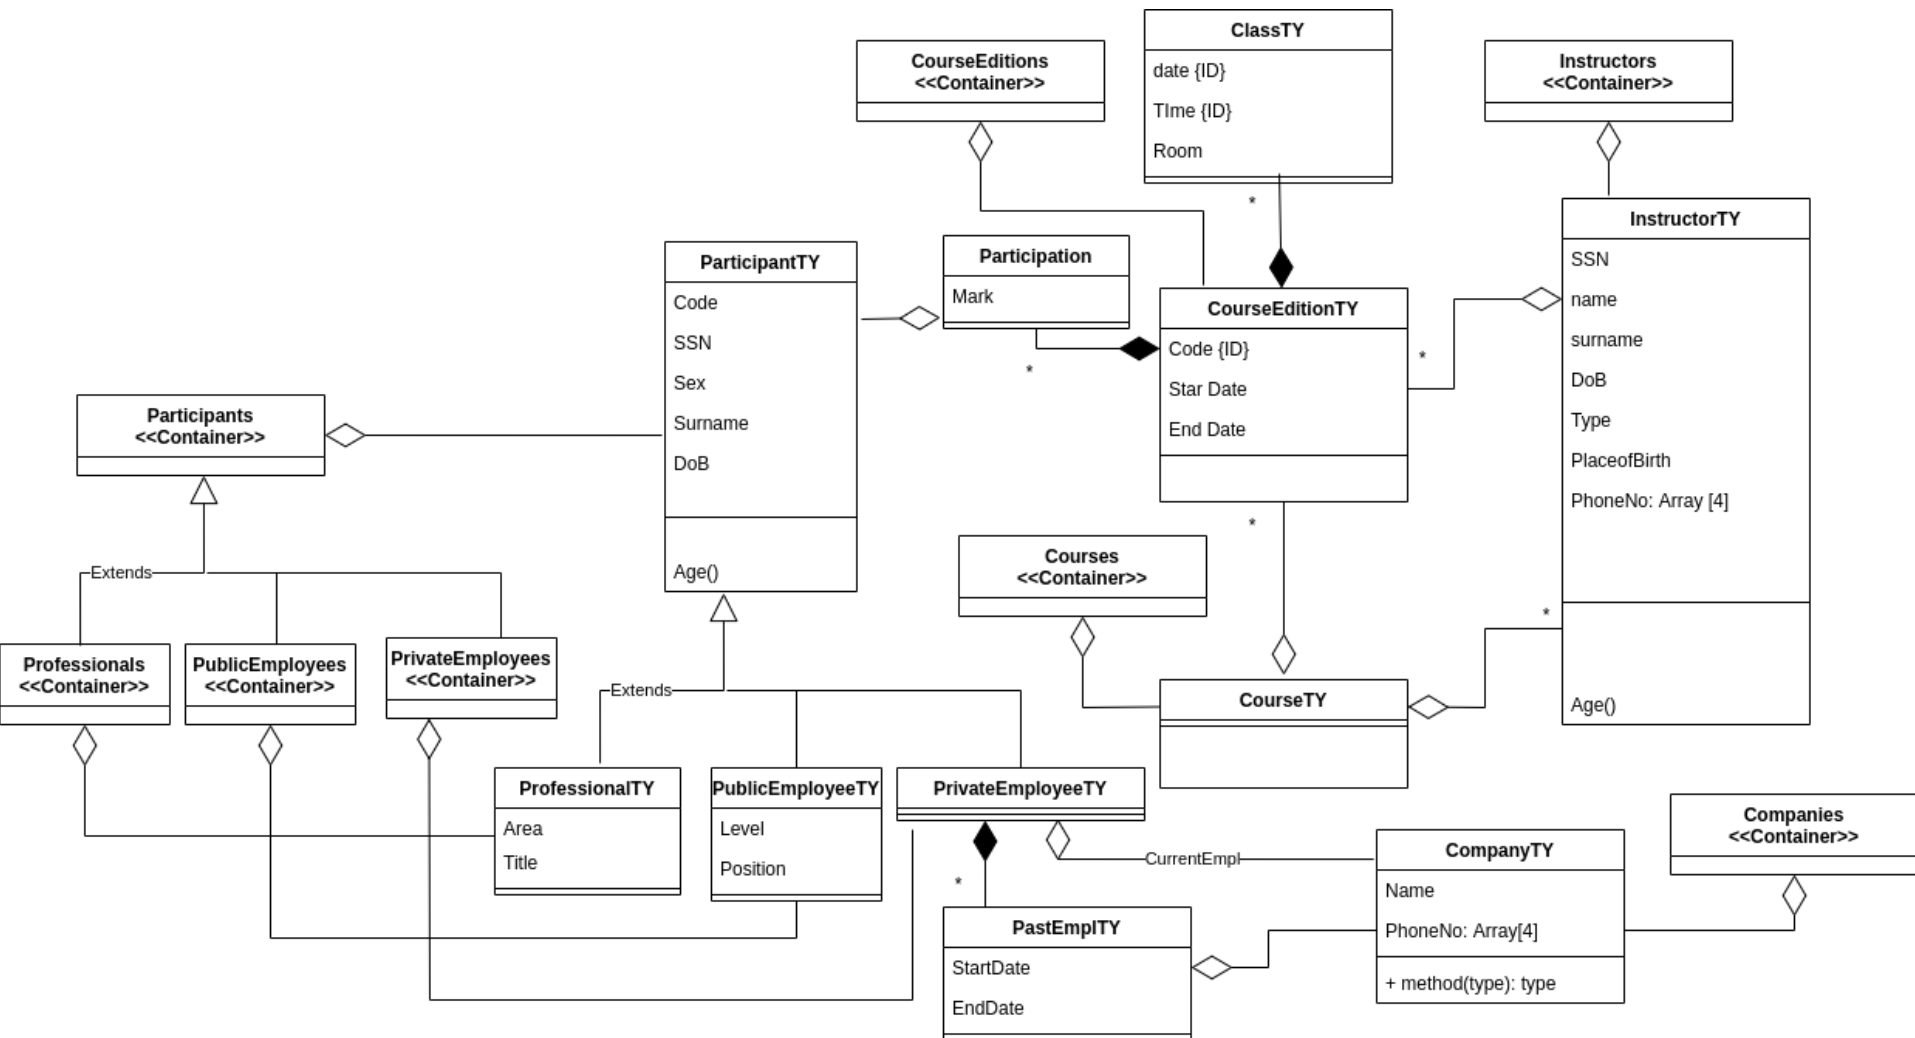 ClassTY
date {ID}
TIme {ID}
Room
*
CourseEditions
<<Container>>
Instructors
<<Container>>
InstructorTY
SSN
name
surname
DoB
Type
PlaceofBirth
PhoneNo: Array [4]
Age()
*
ParticipantTY
Code
SSN
Sex
Surname
DoB
Age()
Participation
Mark
*
CourseEditionTY
Code {ID}
Star Date
End Date
*
*
Participants
<<Container>>
Extends
Professionals
<<Container>>
PublicEmployees
<<Container>>
PrivateEmployees
<<Container>>
Courses
<<Container>>
CourseTY
Extends
ProfessionalTY
Area
Title
PublicEmployeeTY
Level
Position
PrivateEmployeeTY
*
CurrentEmpl
PastEmplTY
StartDate
EndDate
CompanyTY
Name
PhoneNo: Array[4]
+ method(type): type
Companies
<<Container>>